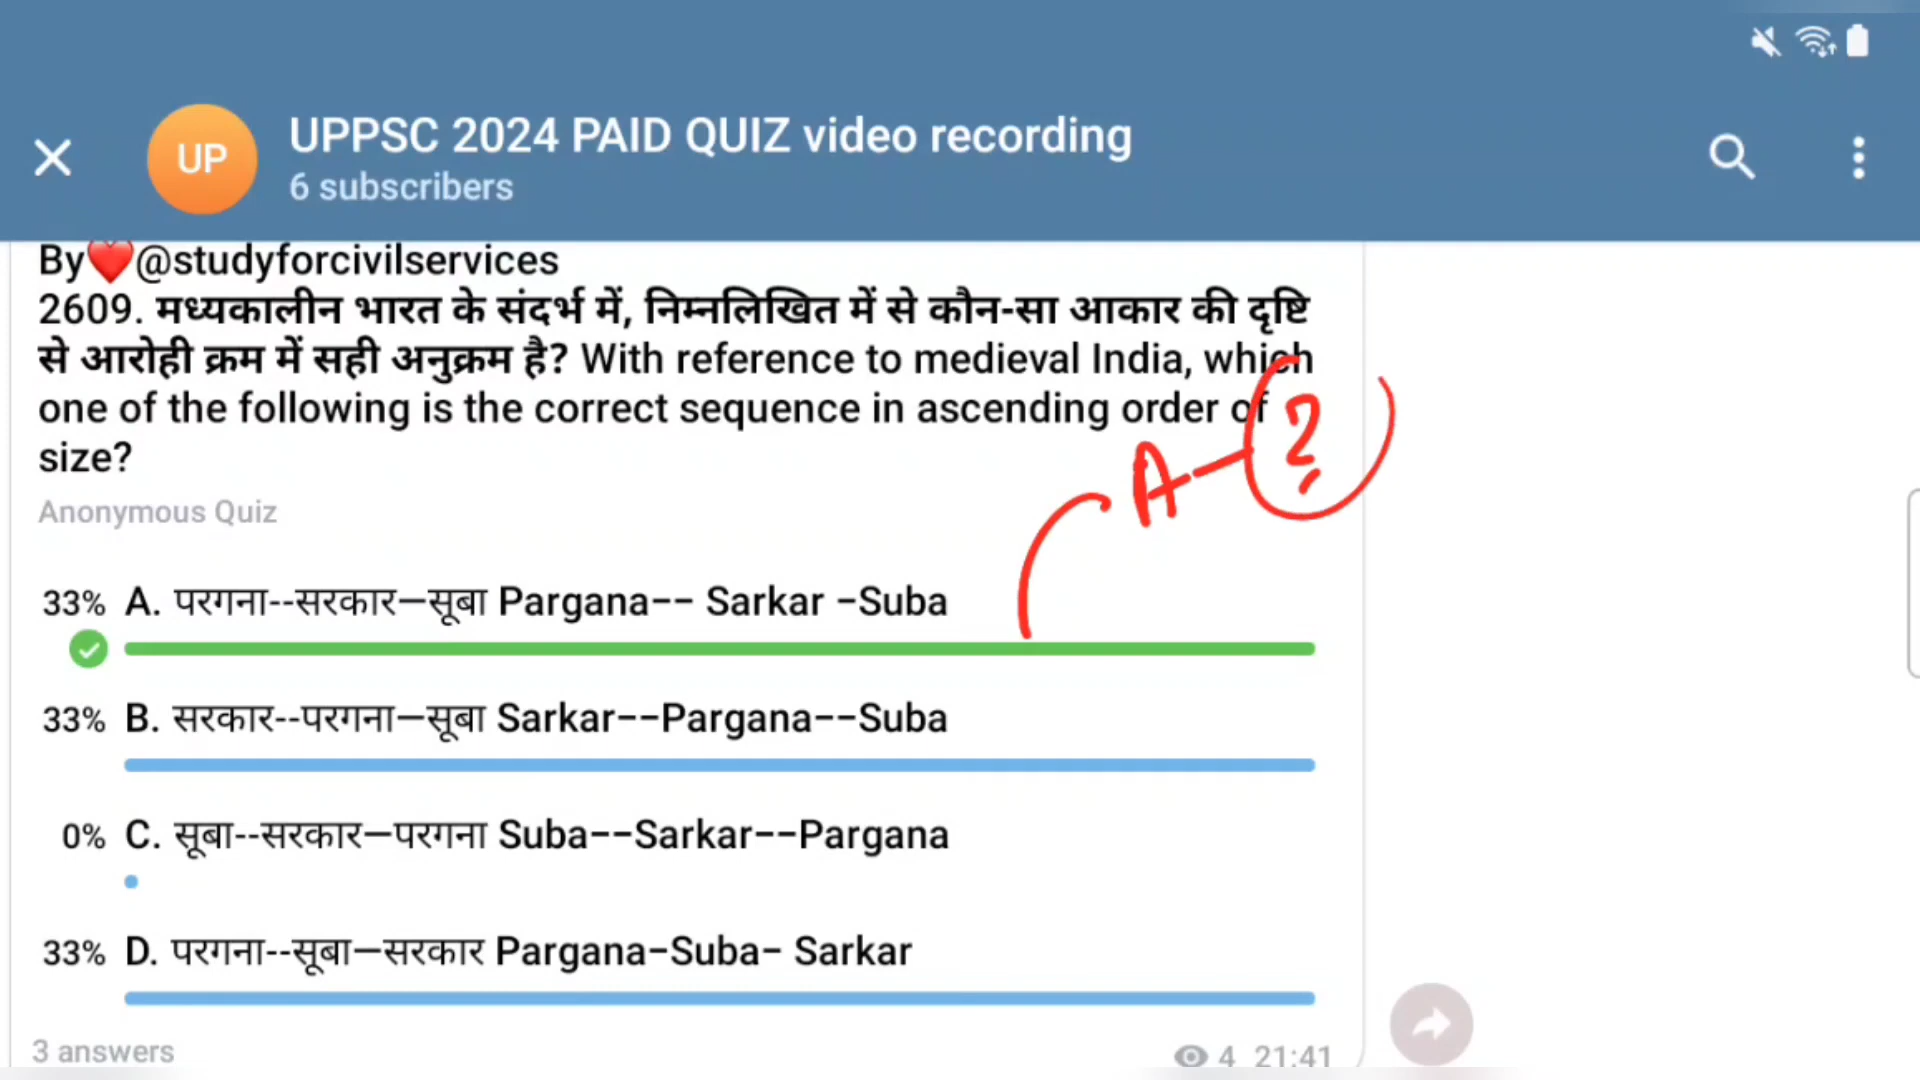 UP
UPPSC 2024 PAID QUIZ video recording
6 subscribers
By❤️@studyforcivilservices
2609. मध्यकालीन भारत के संदर्भ में, निम्नलिखित में से कौन-सा आकार की दृष्टि
से आरोही क्रम में सही अनुक्रम है? With reference to medieval India, which
one of the following is the correct sequence in ascending order of
size?
A-?
Anonymous Quiz
33% A. परगना--सरकार—सूबा Pargana–– Sarkar –Suba
33% B. सरकार--परगना—सूबा Sarkar––Pargana––Suba
0% C. सूबा--सरकार—परगना Suba––Sarkar––Pargana
33% D. परगना--सूबा—सरकार Pargana–Suba– Sarkar
3 answers
4 21:41